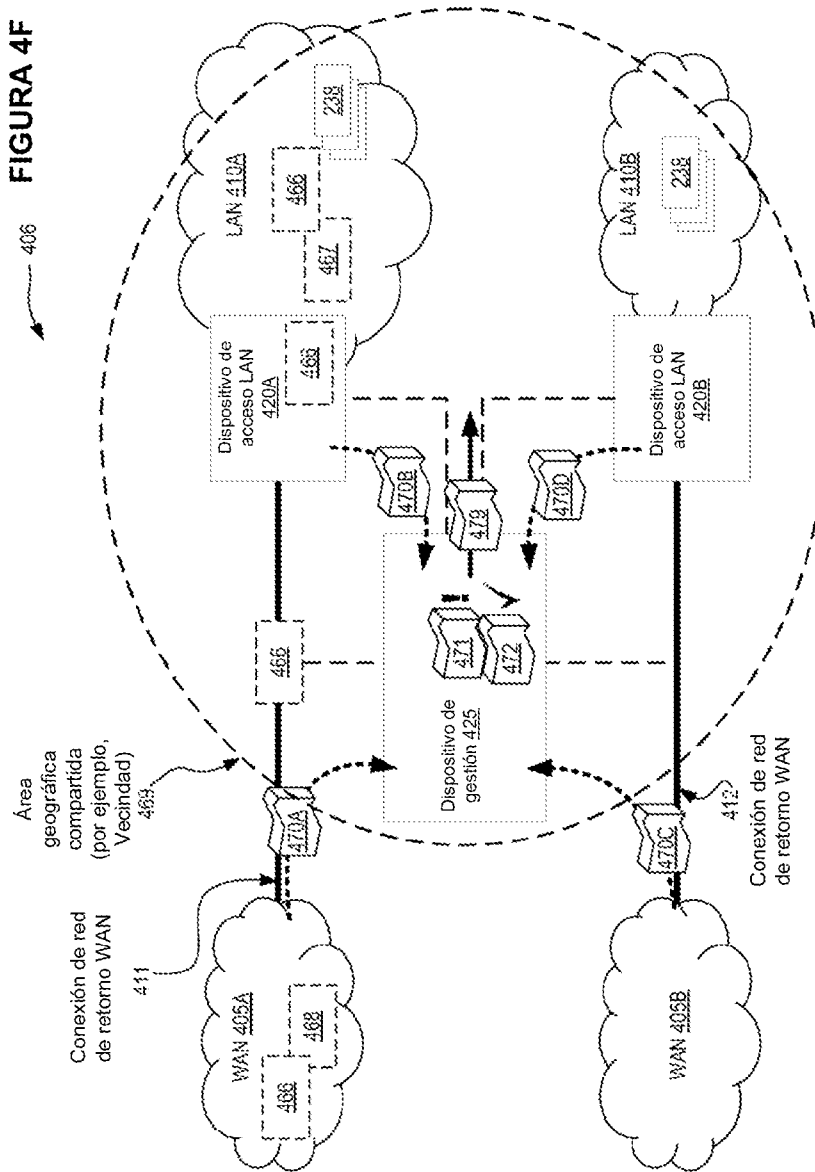 FIGURA 4F
406
Área
geográfica
compartida
(por ejemplo,
Vecindad)
469
Conexión de red
de retorno WAN
411
WAN 405A
466
468
470A
466
Dispositivo de
acceso LAN
420A
466
LAN 410A
466
467
238
470B
479
470D
Dispositivo de
gestión 425
471
472
470C
WAN 405B
412
Conexión de red
de retorno WAN
Dispositivo de
acceso LAN
420B
LAN 410B
238